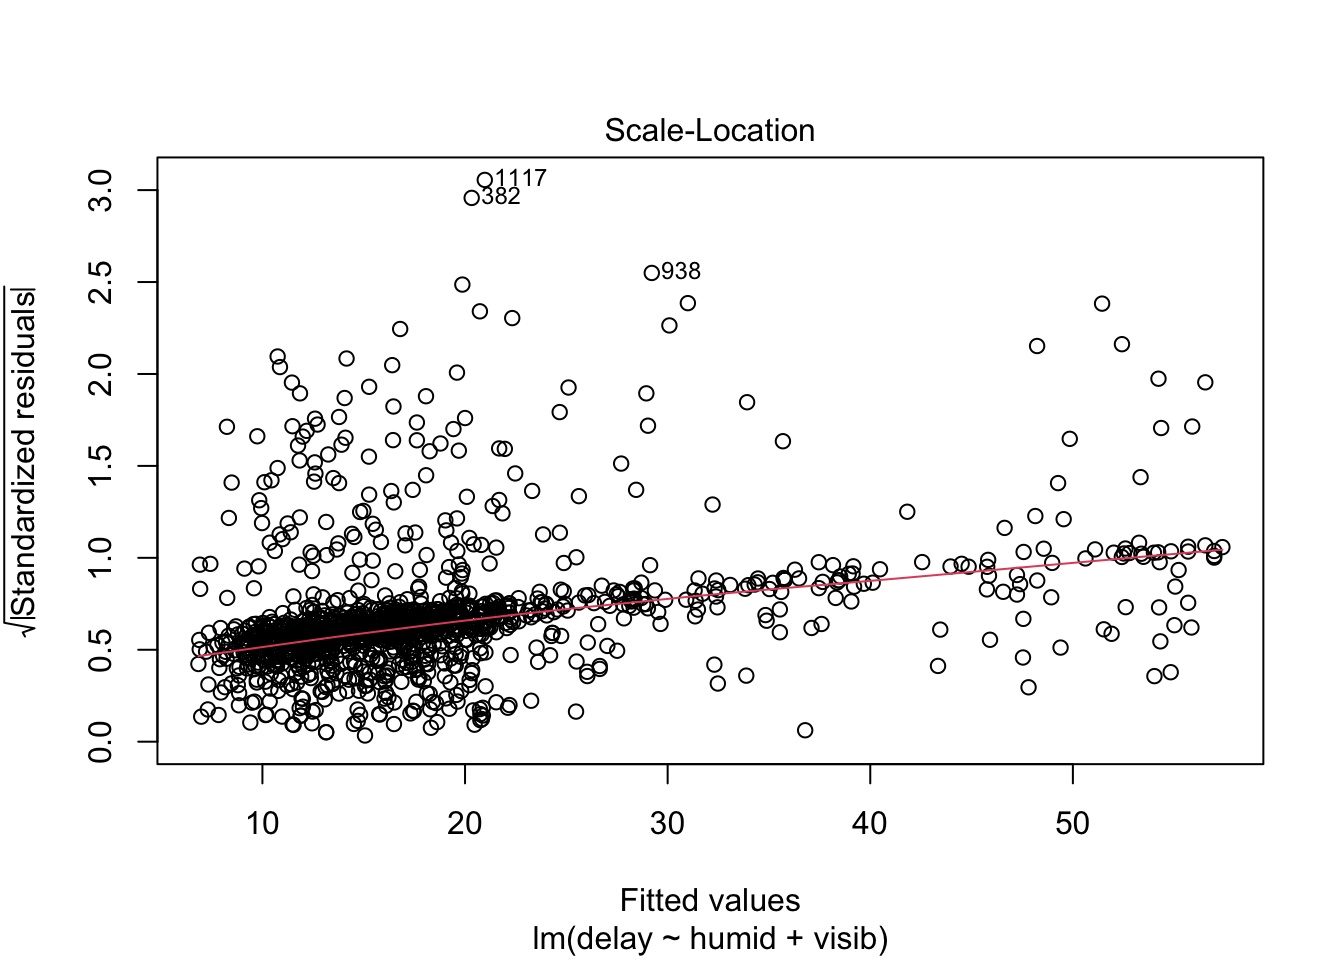 Scale-Location
√|Standardized residuals|
3.0
2.5
2.0
1.5
1.0
0.5
0.0
1117
382
938
10 20 30 40 50
Fitted values
lm(delay ~ humid + visib)